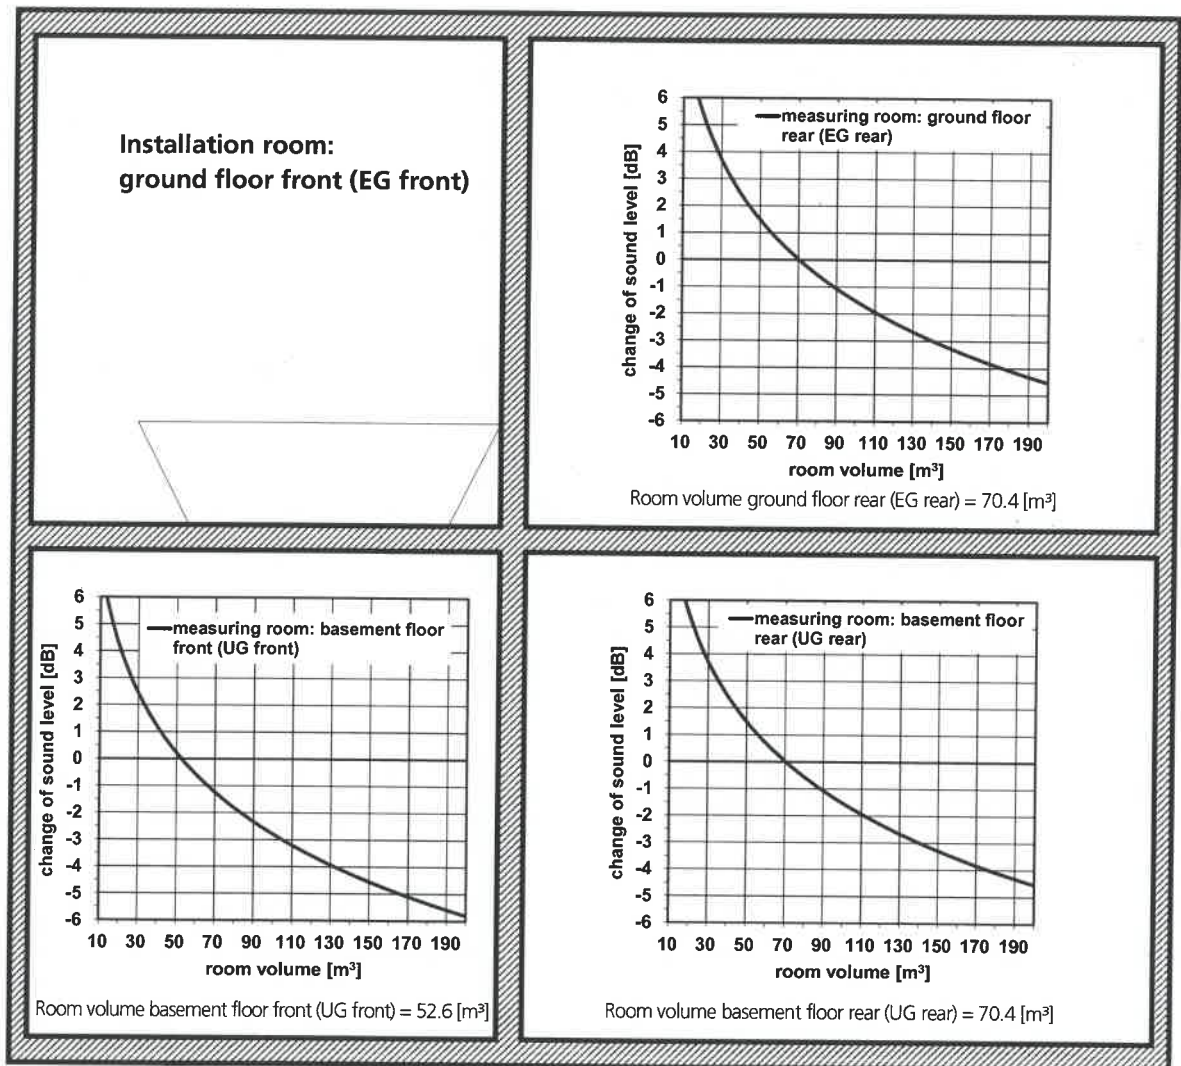 Installation room:
ground floor front (EG front)
6
5
4
3
2
1
0
-1
-2
-3
-4
-5
-6
change of sound level [dB]
measuring room: ground floor
rear (EG rear)
10 30 50 70 90 110 130 150 170 190
room volume [m³]
Room volume ground floor rear (EG rear) = 70.4 [m³]
6
5
4
3
2
1
0
-1
-2
-3
-4
-5
-6
change of sound level [dB]
measuring room: basement floor
front (UG front)
10 30 50 70 90 110 130 150 170 190
room volume [m³]
Room volume basement floor front (UG front) = 52.6 [m³]
6
5
4
3
2
1
0
-1
-2
-3
-4
-5
-6
change of sound level [dB]
measuring room: basement floor
rear (UG rear)
10 30 50 70 90 110 130 150 170 190
room volume [m³]
Room volume basement floor rear (UG rear) = 70.4 [m³]